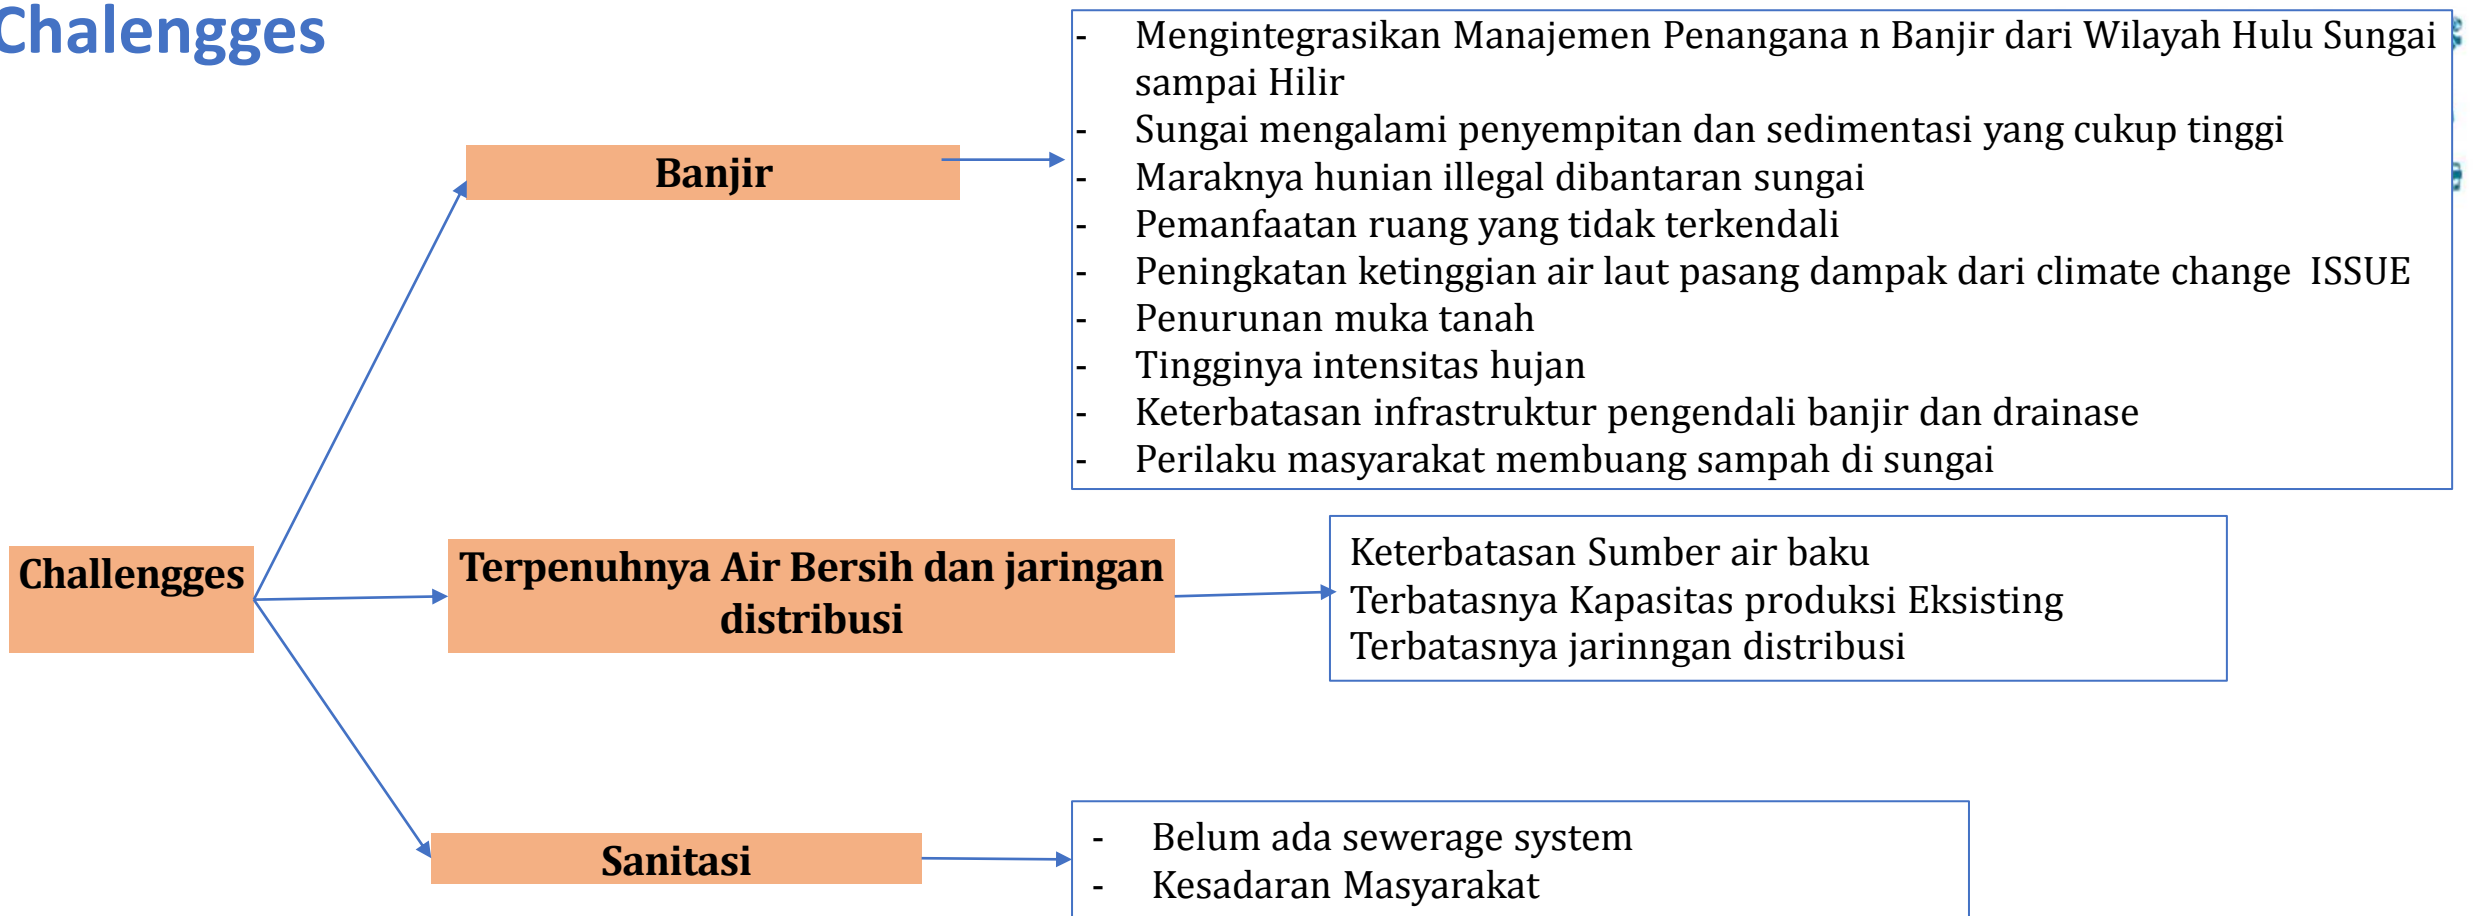 Chalengges
- Mengintegrasikan Manajemen Penangana n Banjir dari Wilayah Hulu Sungai
sampai Hilir
- Sungai mengalami penyempitan dan sedimentasi yang cukup tinggi
- Maraknya hunian illegal dibantaran sungai
- Pemanfaatan ruang yang tidak terkendali
- Peningkatan ketinggian air laut pasang dampak dari climate change ISSUE
- Penurunan muka tanah
- Tingginya intensitas hujan
- Keterbatasan infrastruktur pengendali banjir dan drainase
- Perilaku masyarakat membuang sampah di sungai
Banjir
Challengges
Terpenuhnya Air Bersih dan jaringan
distribusi
Keterbatasan Sumber air baku
Terbatasnya Kapasitas produksi Eksisting
Terbatasnya jarinngan distribusi
Sanitasi
- Belum ada sewerage system
- Kesadaran Masyarakat